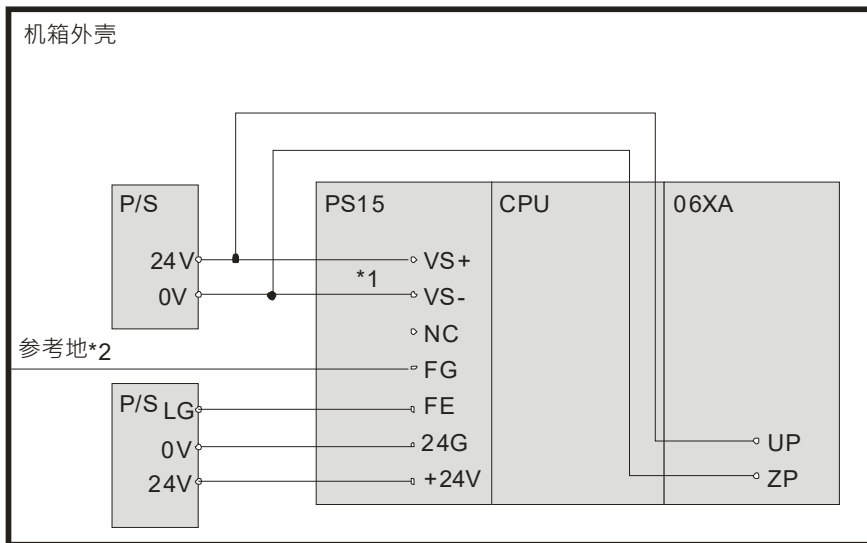 机箱外壳
P/S
24V
0V
PS15
CPU
06XA
*1
VS+
VS-
NC
参考地*2
FG
P/S
LG
0V
24V
FE
24G
+24V
UP
ZP